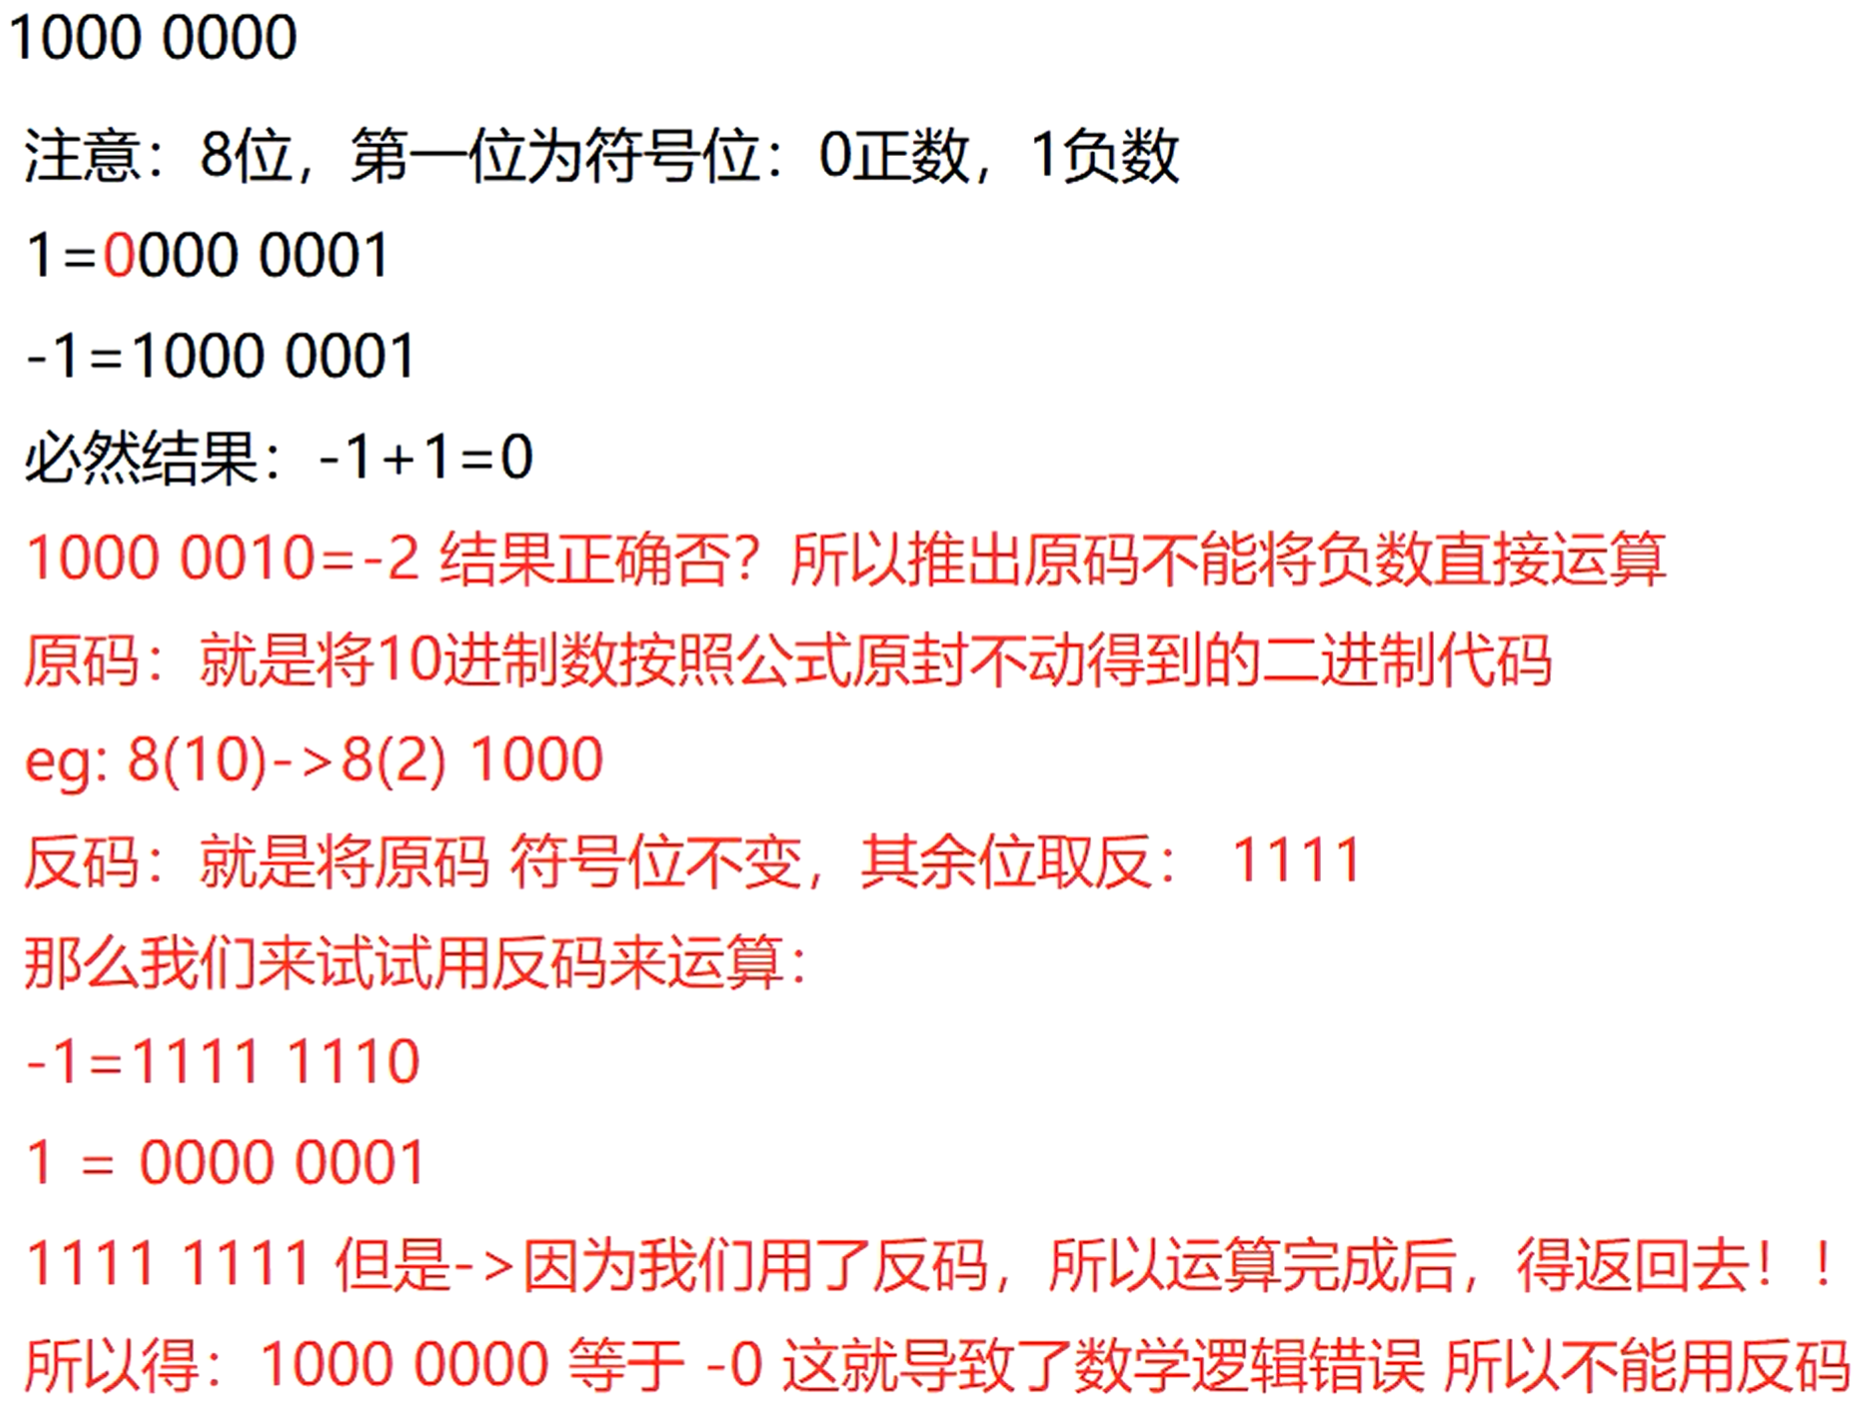 1000 0000
注意：8位，第一位为符号位：0正数，1负数
1=0000 0001
-1=1000 0001
必然结果：-1+1=0
1000 0010=-2 结果正确否？所以推出原码不能将负数直接运算
原码：就是将10进制数按照公式原封不动得到的二进制代码
eg: 8(10)->8(2) 1000
反码：就是将原码 符号位不变，其余位取反： 1111
那么我们来试试用反码来运算：
-1=1111 1110
1 = 0000 0001
1111 1111 但是->因为我们用了反码，所以运算完成后，得返回去！！
所以得：1000 0000 等于 -0 这就导致了数学逻辑错误 所以不能用反码